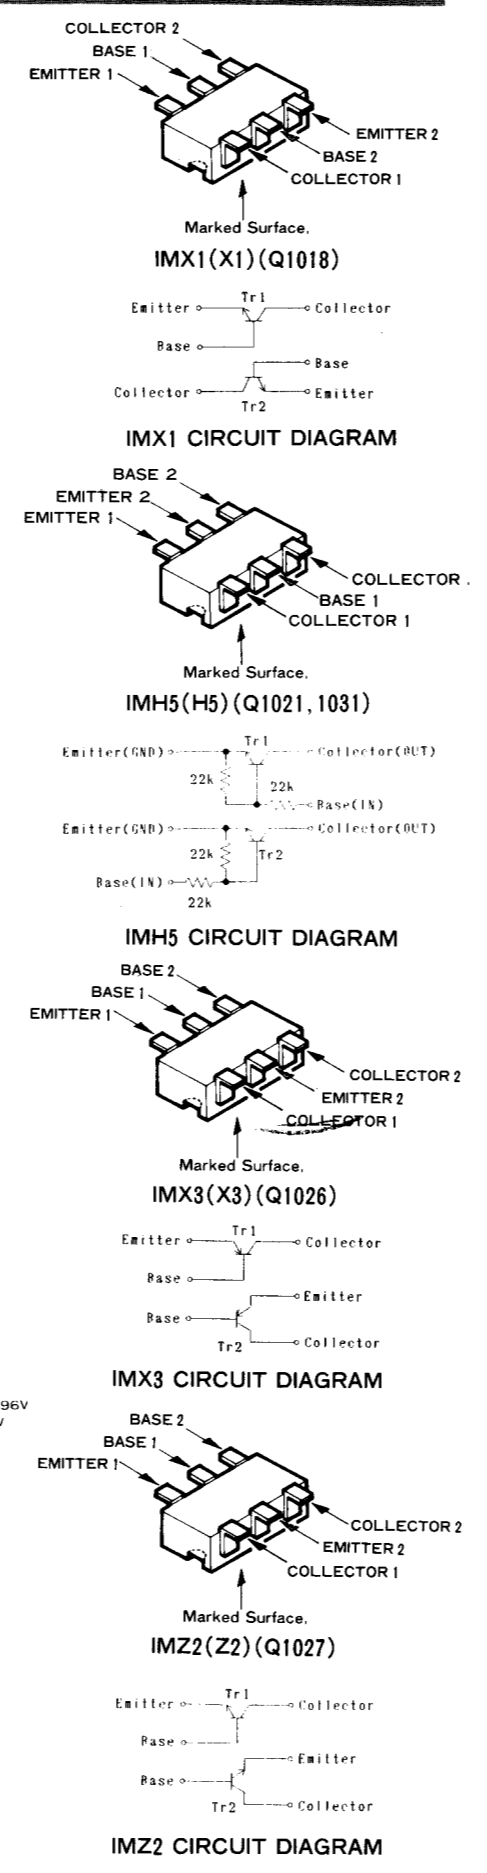 COLLECTOR 2
BASE 1
EMITTER 1
EMITTER 2
BASE 2
COLLECTOR 1
Marked Surface.
IMX1(X1)(Q1018)
Tr1
Emitter Collector
Base
Base
Collector Emitter
Tr2
IMX1 CIRCUIT DIAGRAM
BASE 2
EMITTER 2
EMITTER 1
COLLECTOR .
BASE 1
COLLECTOR 1
Marked Surface.
IMH5(H5)(Q1021,1031)
Tr1
Emitter(GND) Collector(OUT)
22k 22k
Base(IN)
Emitter(GND) Collector(OUT)
22k Tr2
Base(IN)
22k
IMH5 CIRCUIT DIAGRAM
BASE 2
BASE 1
EMITTER 1
COLLECTOR 2
EMITTER 2
COLLECTOR 1
Marked Surface.
IMX3(X3)(Q1026)
Tr1
Emitter Collector
Base
Emitter
Base
Tr2 Collector
IMX3 CIRCUIT DIAGRAM
96V
V
BASE 2
BASE 1
EMITTER 1
COLLECTOR 2
EMITTER 2
COLLECTOR 1
Marked Surface.
IMZ2(Z2)(Q1027)
Tr1
Emitter Collector
Base
Emitter
Base
Tr2 Collector
IMZ2 CIRCUIT DIAGRAM